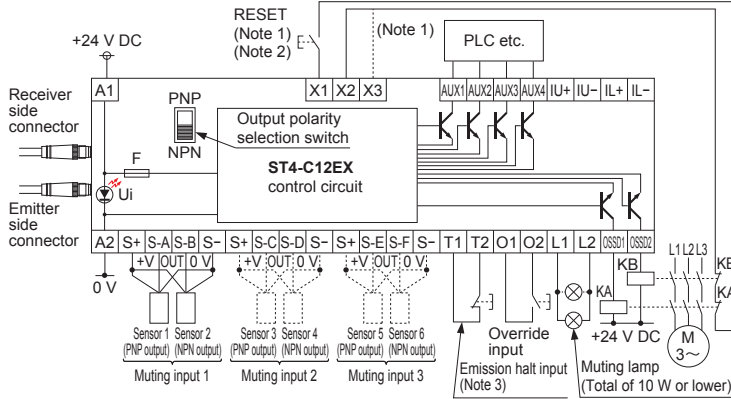 RESET
(Note 1)
(Note 2)
(Note 1)
PLC etc.
+24 V DC
A1
X1 X2 X3
AUX1 AUX2 AUX3 AUX4 IU+ IU− IL+ IL−
Receiver
side
connector
PNP
NPN
Output polarity
selection switch
F
ST4-C12EX
control circuit
Ui
Emitter
side
connector
A2 S+ S-A S-B S− S+ S-C S-D S− S+ S-E S-F S− T1 T2 O1 O2 L1 L2 OSSD1 OSSD2
0 V
+V OUT 0 V
+V OUT 0 V
+V OUT 0 V
KB
KA
L1 L2 L3
KB
KA
Sensor 1
(PNP output)
Sensor 2
(NPN output)
Muting input 1
Sensor 3
(PNP output)
Sensor 4
(NPN output)
Muting input 2
Sensor 5
(PNP output)
Sensor 6
(NPN output)
Muting input 3
Override
input
Emission halt input
(Note 3)
+24 V DC
M
3~
Muting lamp
(Total of 10 W or lower)